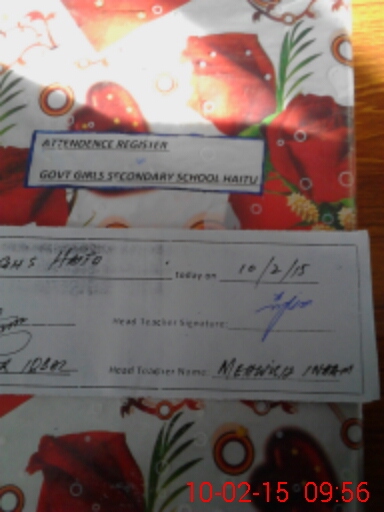 ATTENDENCE REGISTER
GOVT GIRLS SECONDARY SCHOOL HAITU
GHS
today on 10/2/15
Head Teacher Signature:
Head Teacher Name: MEHWISH
10-02-15 09:56